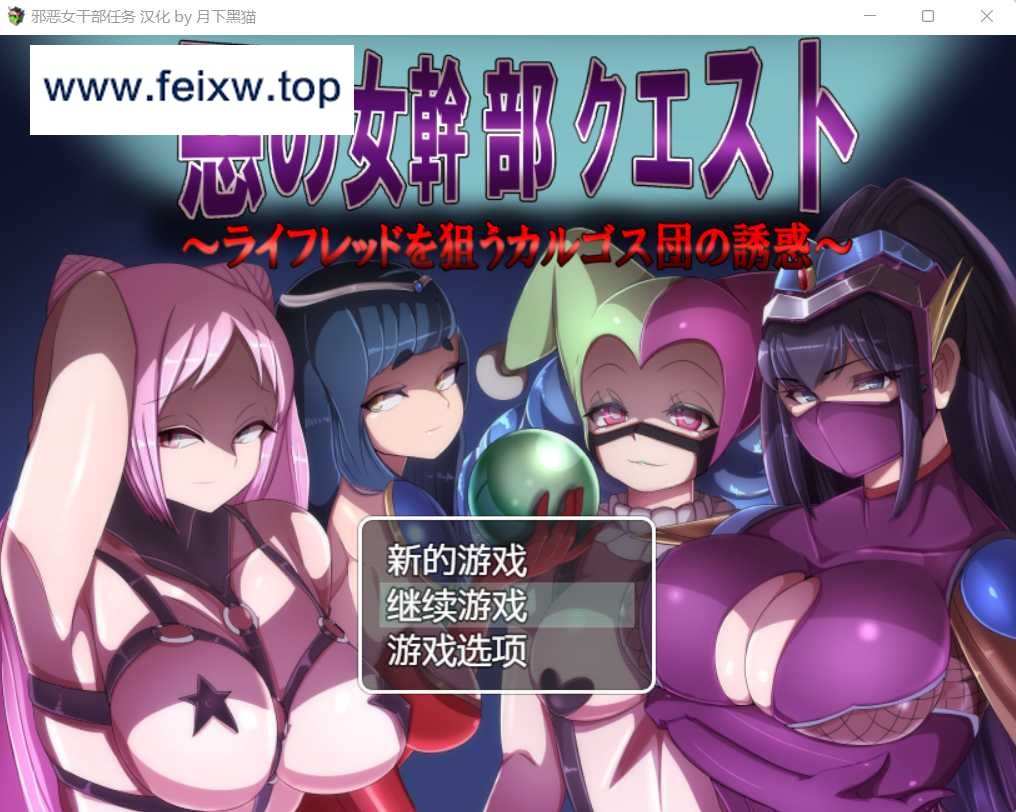 邪恶女干部任务 汉化 by 月下黑猫
www.feixw.top
悪の女幹部クエスト
～ライフレッドを狙うカルゴス団の誘惑～
新的游戏
继续游戏
游戏选项